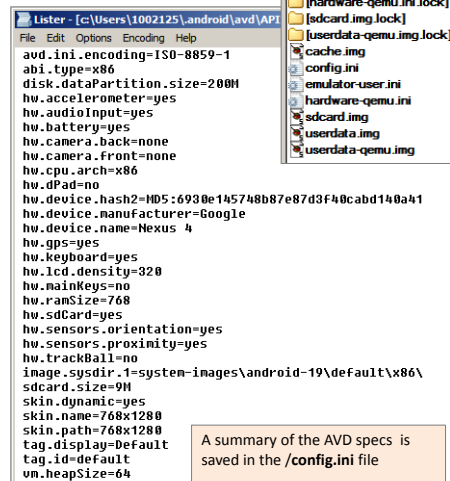 Lister - [c:\Users\1002125\.android\avd\API
File Edit Options Encoding Help
avd.ini.encoding=ISO-8859-1
abi.type=x86
disk.dataPartition.size=200M
hw.accelerometer=yes
hw.audioInput=yes
hw.battery=yes
hw.camera.back=none
hw.camera.front=none
hw.cpu.arch=x86
hw.dPad=no
hw.device.hash2=MD5:6930e145748b87e87d3f40cabd140a41
hw.device.manufacturer=Google
hw.device.name=Nexus 4
hw.gps=yes
hw.keyboard=yes
hw.lcd.density=320
hw.mainKeys=no
hw.ramSize=768
hw.sdCard=yes
hw.sensors.orientation=yes
hw.sensors.proximity=yes
hw.trackBall=no
image.sysdir.1=system-images\android-19\default\x86\
sdcard.size=9M
skin.dynamic=yes
skin.name=768x1280
skin.path=768x1280
tag.display=Default
tag.id=default
vm.heapSize=64
[hardware-qemu.ini.lock]
[sdcard.img.lock]
[userdata-qemu.img.lock]
cache.img
config.ini
emulator-user.ini
hardware-qemu.ini
sdcard.img
userdata.img
userdata-qemu.img
A summary of the AVD specs is
saved in the /config.ini file